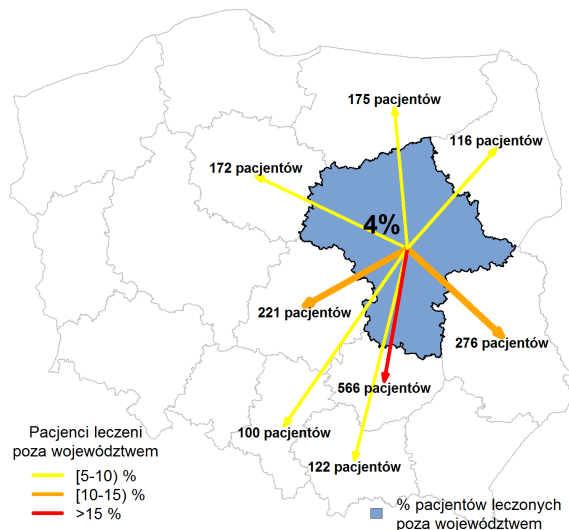 175 pacjentów
116 pacjentów
172 pacjentów
4%
221 pacjentów
276 pacjentów
566 pacjentów
100 pacjentów
122 pacjentów
Pacjenci leczeni
poza województwem
[5-10) %
[10-15) %
>15 %
% pacjentów leczonych
poza województwem